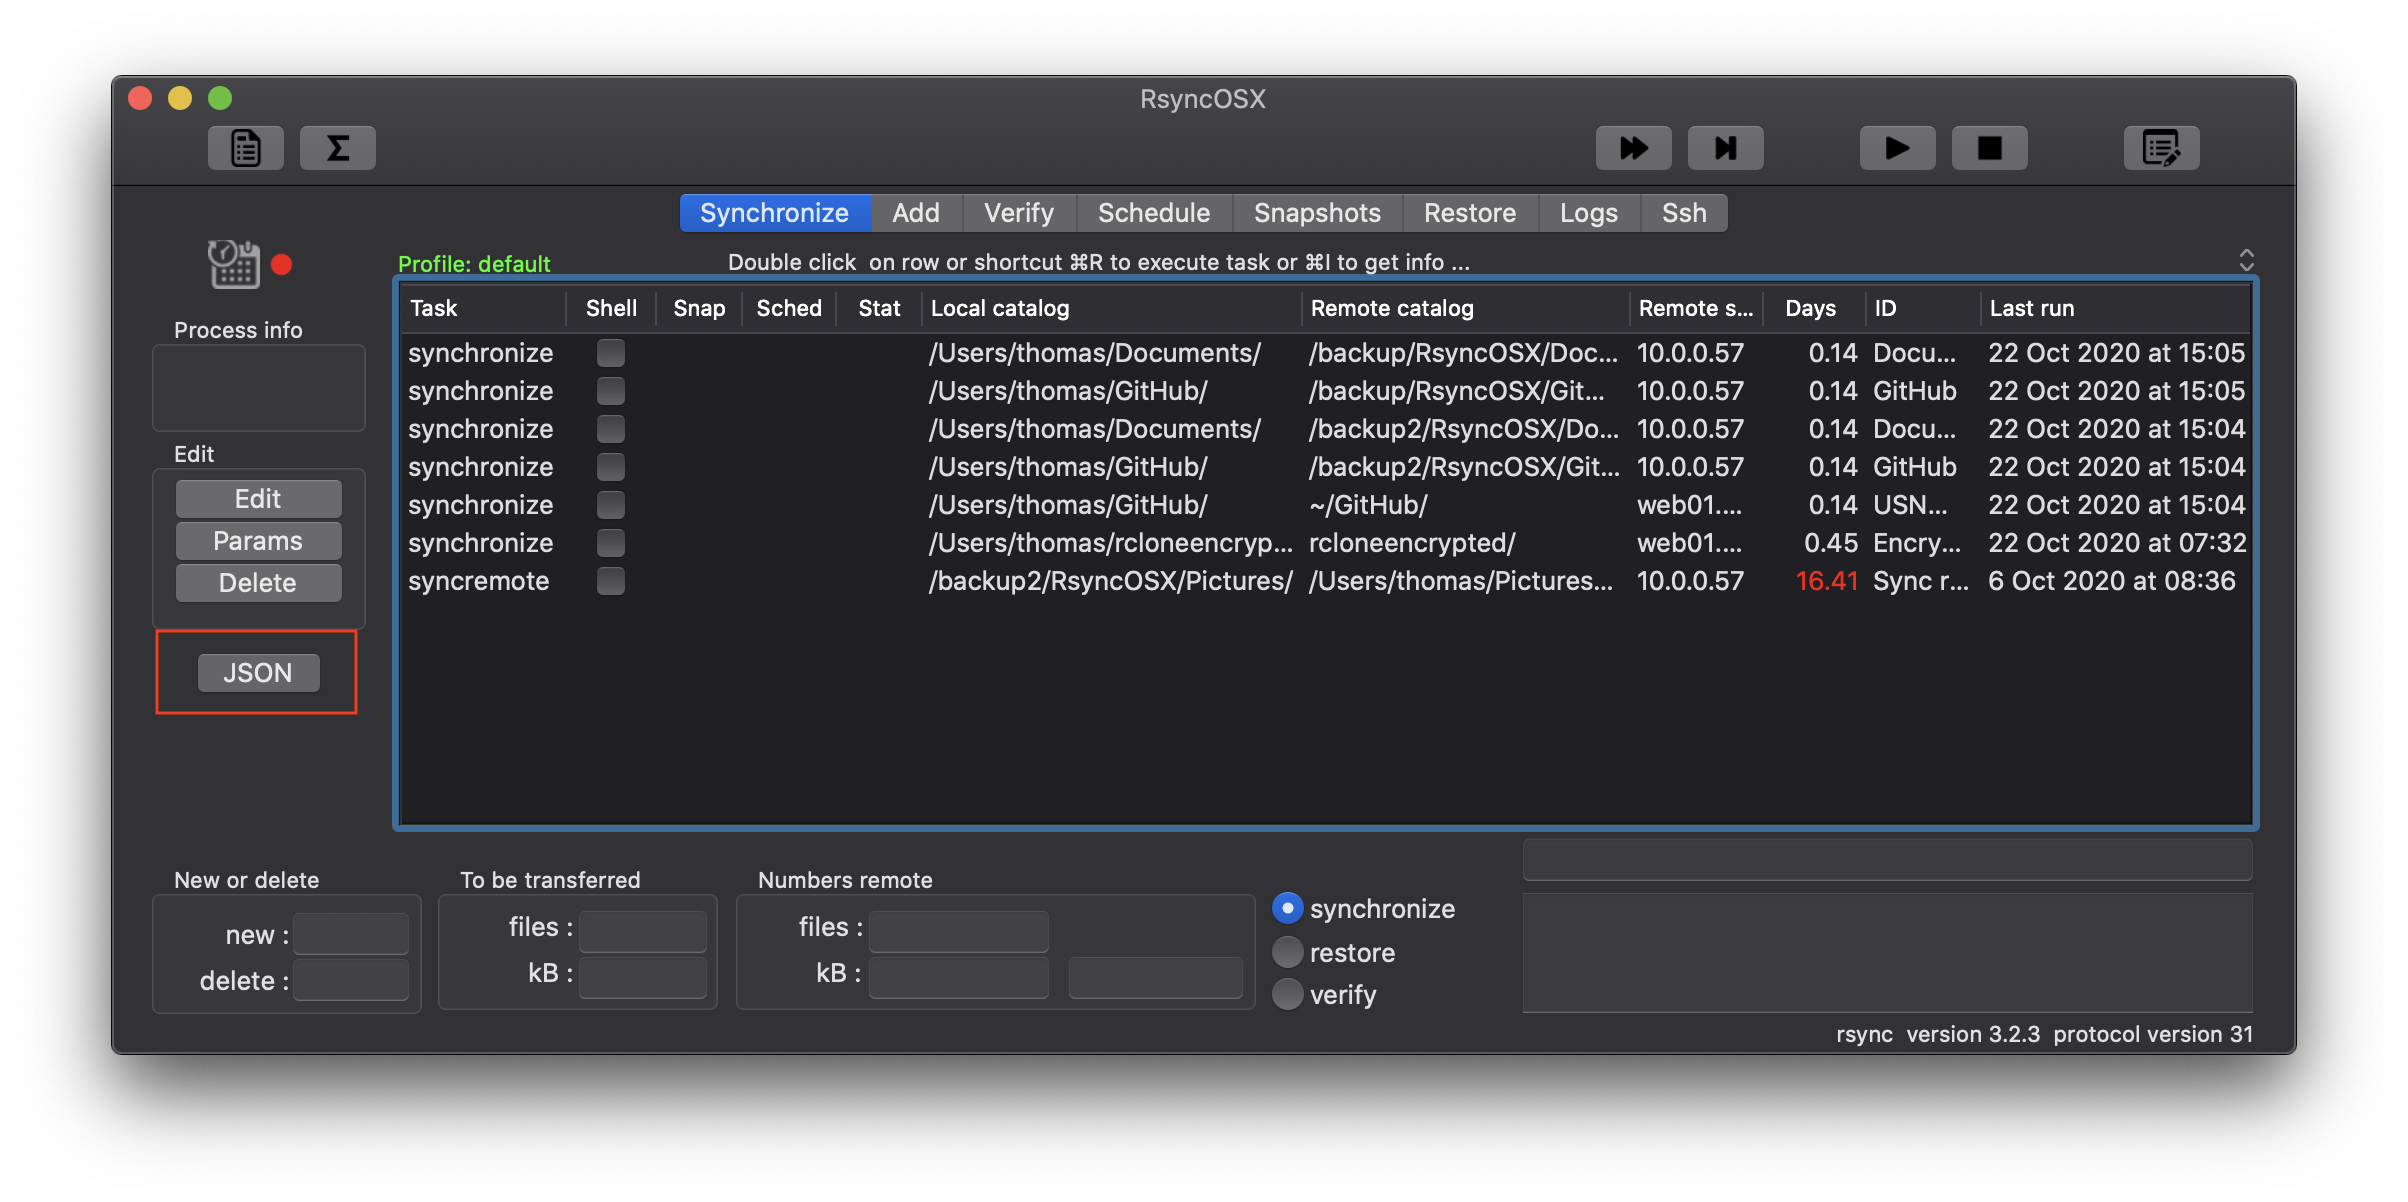 RsyncOSX
Synchronize Add Verify Schedule Snapshots Restore Logs Ssh
Profile: default Double click on row or shortcut ⌘R to execute task or ⌘I to get info ...
Process info
Edit
Edit
Params
Delete
JSON
Task Shell Snap Sched Stat Local catalog Remote catalog Remote s... Days ID Last run
synchronize /Users/thomas/Documents/ /backup/RsyncOSX/Doc... 10.0.0.57 0.14 Docu... 22 Oct 2020 at 15:05
synchronize /Users/thomas/GitHub/ /backup/RsyncOSX/Git... 10.0.0.57 0.14 GitHub 22 Oct 2020 at 15:05
synchronize /Users/thomas/Documents/ /backup2/RsyncOSX/Do... 10.0.0.57 0.14 Docu... 22 Oct 2020 at 15:04
synchronize /Users/thomas/GitHub/ /backup2/RsyncOSX/Git... 10.0.0.57 0.14 GitHub 22 Oct 2020 at 15:04
synchronize /Users/thomas/GitHub/ ~/GitHub/ web01.... 0.14 USN... 22 Oct 2020 at 15:04
synchronize /Users/thomas/rcloneencryp... rcloneencrypted/ web01.... 0.45 Encry... 22 Oct 2020 at 07:32
syncremote /backup2/RsyncOSX/Pictures/ /Users/thomas/Pictures... 10.0.0.57 16.41 Sync r... 6 Oct 2020 at 08:36
New or delete
new :
delete :
To be transferred
files :
kB :
Numbers remote
files :
kB :
synchronize
restore
verify
rsync version 3.2.3 protocol version 31